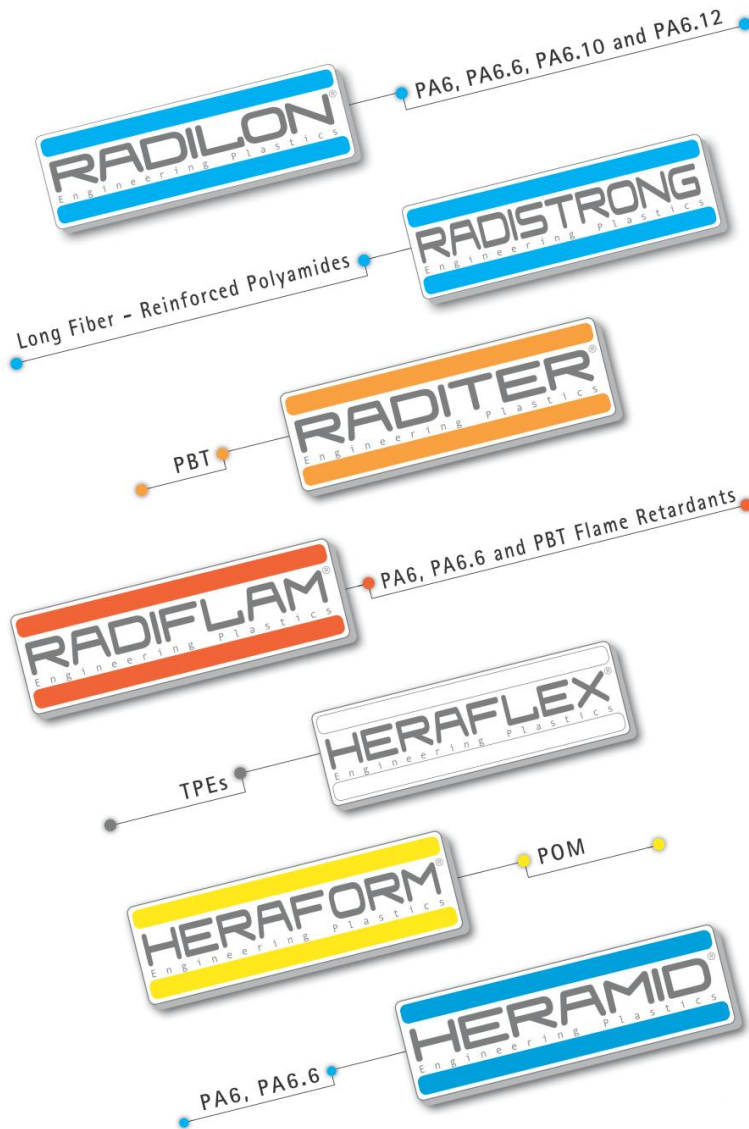 PA6, PA6.6, PA6.10 and PA6.12
RADILON®
Engineering Plastics
RADISTRONG
Engineering Plastics
Long Fiber - Reinforced Polyamides
RADITER®
Engineering Plastics
PBT
PA6, PA6.6 and PBT Flame Retardants
RADIFLAM®
Engineering Plastics
HERAFLEX®
Engineering Plastics
TPEs
POM
HERAFORM®
Engineering Plastics
HERAMID®
Engineering Plastics
PA6, PA6.6